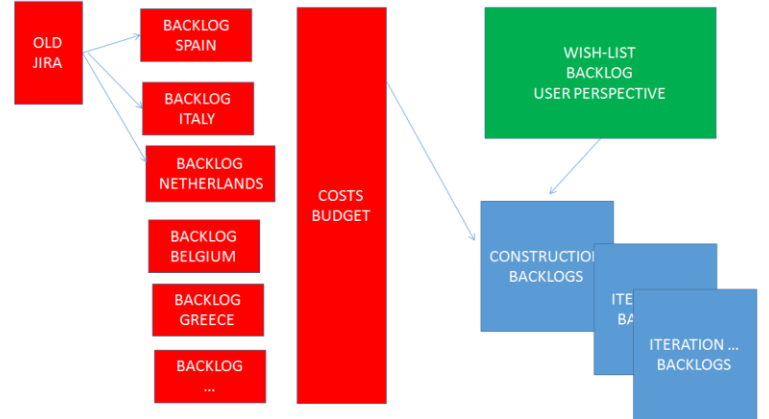 OLD
JIRA
BACKLOG
SPAIN
BACKLOG
ITALY
BACKLOG
NETHERLANDS
BACKLOG
BELGIUM
BACKLOG
GREECE
BACKLOG
...
COSTS
BUDGET
WISH-LIST
BACKLOG
USER PERSPECTIVE
CONSTRUCTION
BACKLOGS
ITERATION ...
BACKLOGS